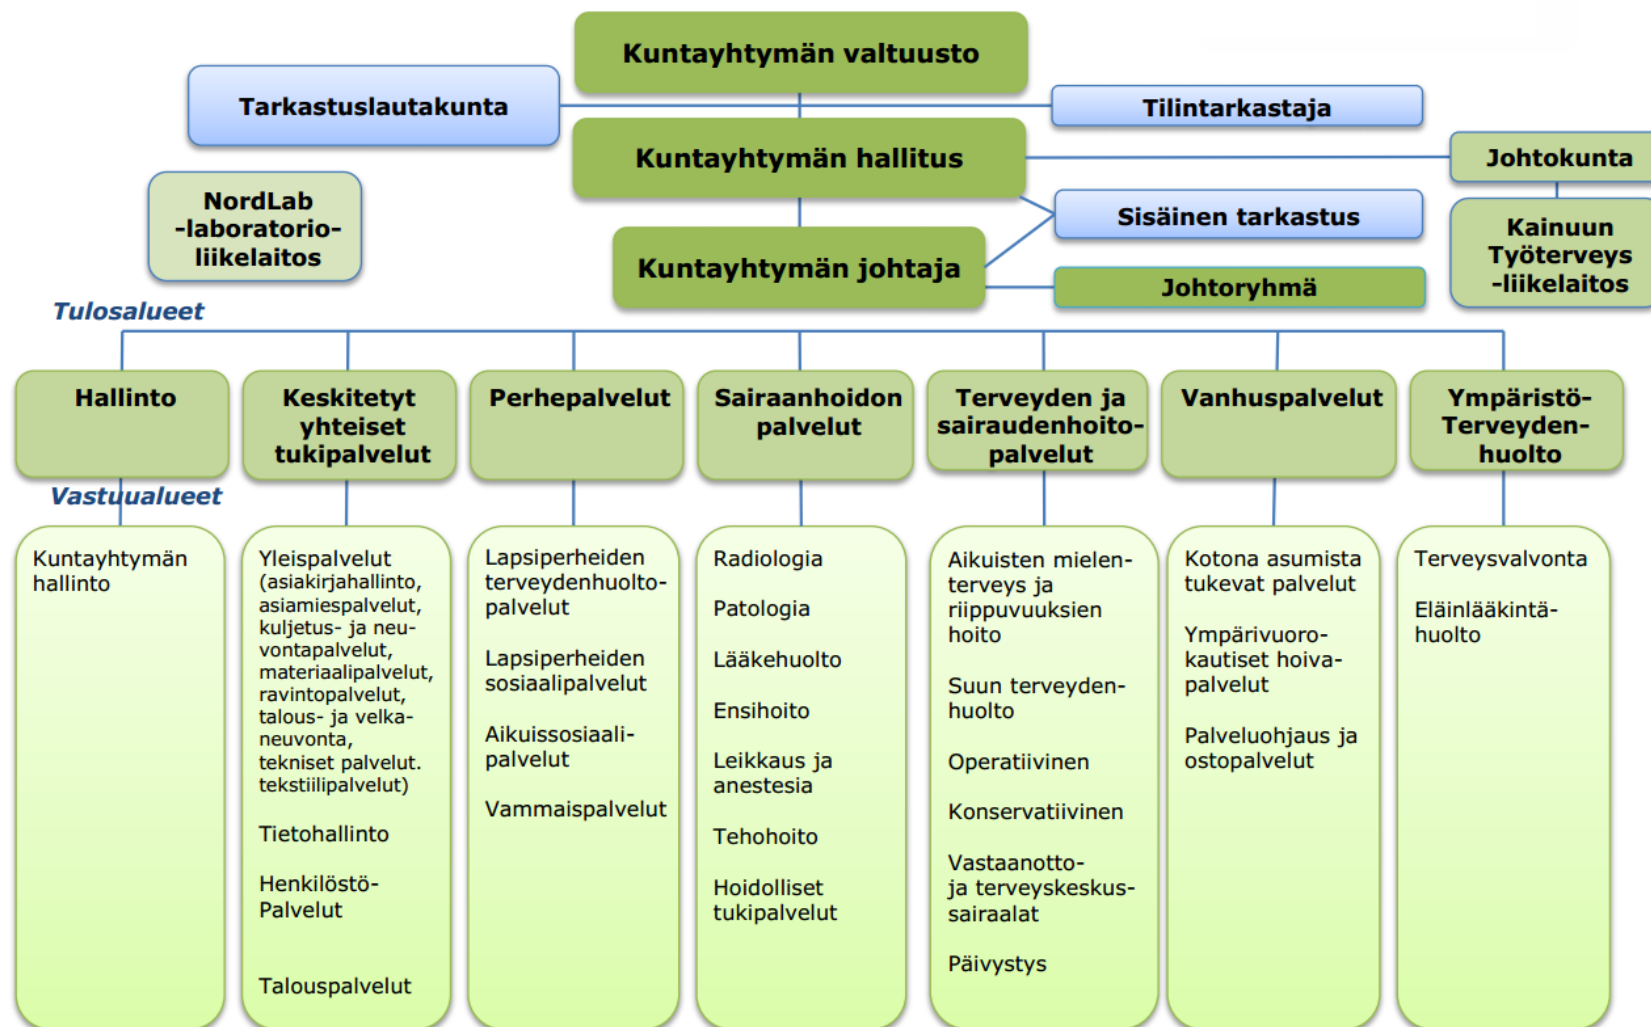 Kuntayhtymän valtuusto
Tarkastuslautakunta
Tilintarkastaja
Kuntayhtymän hallitus
Johtokunta
NordLab
-laboratorio-
liikelaitos
Sisäinen tarkastus
Kainuun
Työterveys
-liikelaitos
Kuntayhtymän johtaja
Johtoryhmä
Tulosalueet
Hallinto
Keskitetyt
yhteiset
tukipalvelut
Perhepalvelut
Sairaanhoidon
palvelut
Terveyden ja
sairaudenhoito-
palvelut
Vanhuspalvelut
Ympäristö-
Terveyden-
huolto
Vastuualueet
Kuntayhtymän
hallinto
Yleispalvelut
(asiakirjahallinto,
asiamiespalvelut,
kuljetus- ja neu-
vontapalvelut,
materiaalipalvelut,
ravintopalvelut,
talous- ja velka-
neuvonta,
tekniset palvelut.
tekstiilipalvelut)
Tietohallinto
Henkilöstö-
Palvelut
Talouspalvelut
Lapsiperheiden
terveydenhuolto-
palvelut
Lapsiperheiden
sosiaalipalvelut
Aikuissosiaali-
palvelut
Vammaispalvelut
Radiologia
Patologia
Lääkehuolto
Ensihoito
Leikkaus ja
anestesia
Tehohoito
Hoidolliset
tukipalvelut
Aikuisten mielen-
terveys ja
riippuvuuksien
hoito
Suun terveyden-
huolto
Operatiivinen
Konservatiivinen
Vastaanotto-
ja terveyskeskus-
sairaalat
Päivystys
Kotona asumista
tukevat palvelut
Ympärivuoro-
kautiset hoiva-
palvelut
Palveluohjaus ja
ostopalvelut
Terveysvalvonta
Eläinlääkintä-
huolto